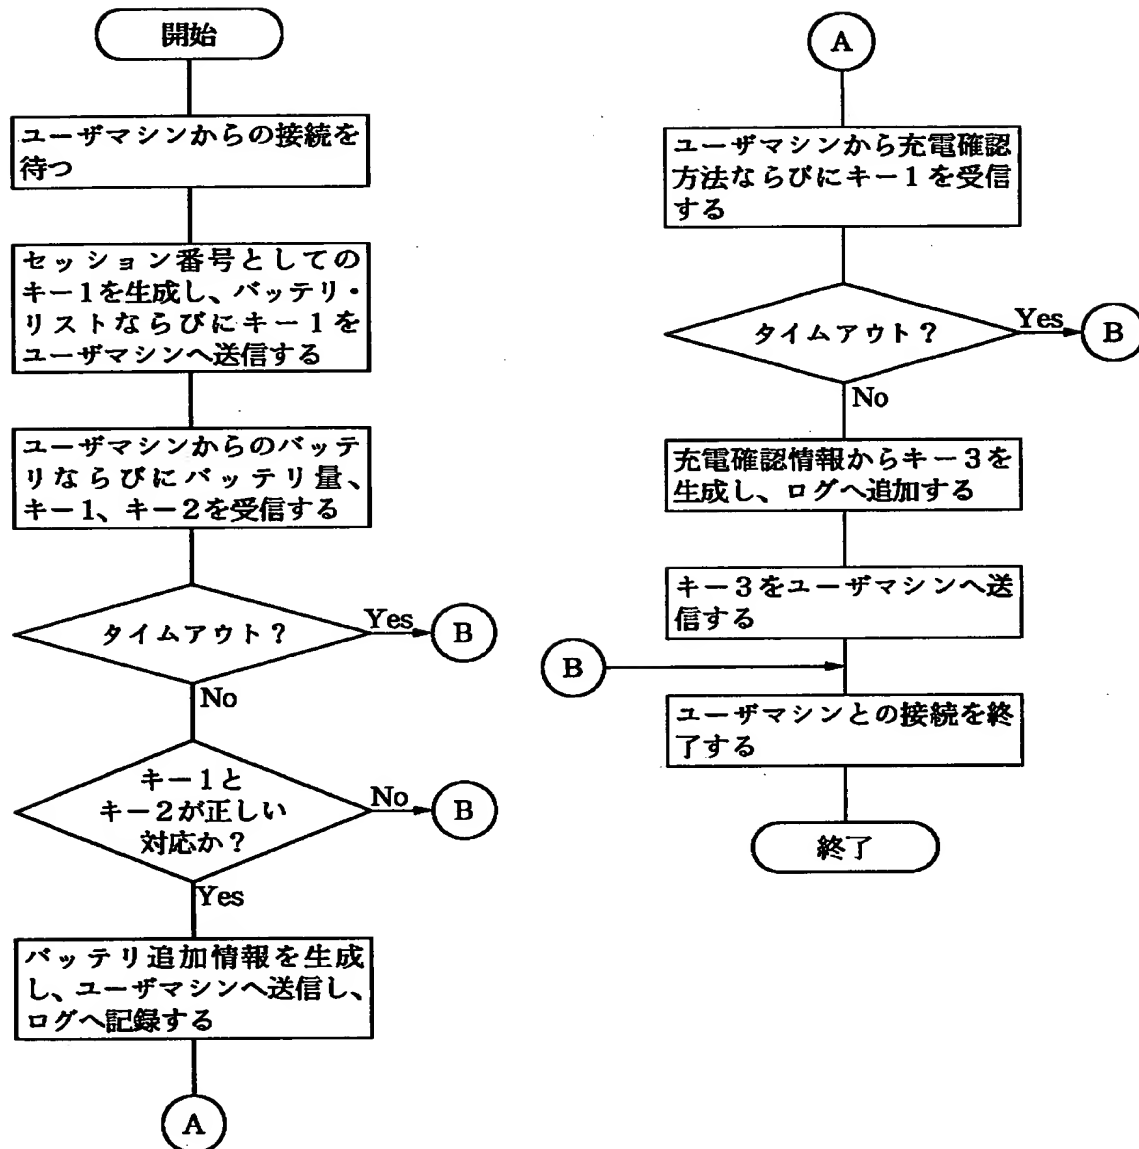 開始
ユーザマシンからの接続を
待つ
セッション番号としての
キー1を生成し、バッテリ・
リストならびにキー1を
ユーザマシンへ送信する
ユーザマシンからのバッテ
リならびにバッテリ量、
キー1、キー2を受信する
タイムアウト?
Yes
B
No
キー1と
キー2が正しい
対応か?
No
B
Yes
バッテリ追加情報を生成
し、ユーザマシンへ送信し、
ログへ記録する
A
A
ユーザマシンから充電確認
方法ならびにキー1を受信
する
タイムアウト?
Yes
B
No
充電確認情報からキー3を
生成し、ログへ追加する
キー3をユーザマシンへ送
信する
B
ユーザマシンとの接続を終
了する
終了